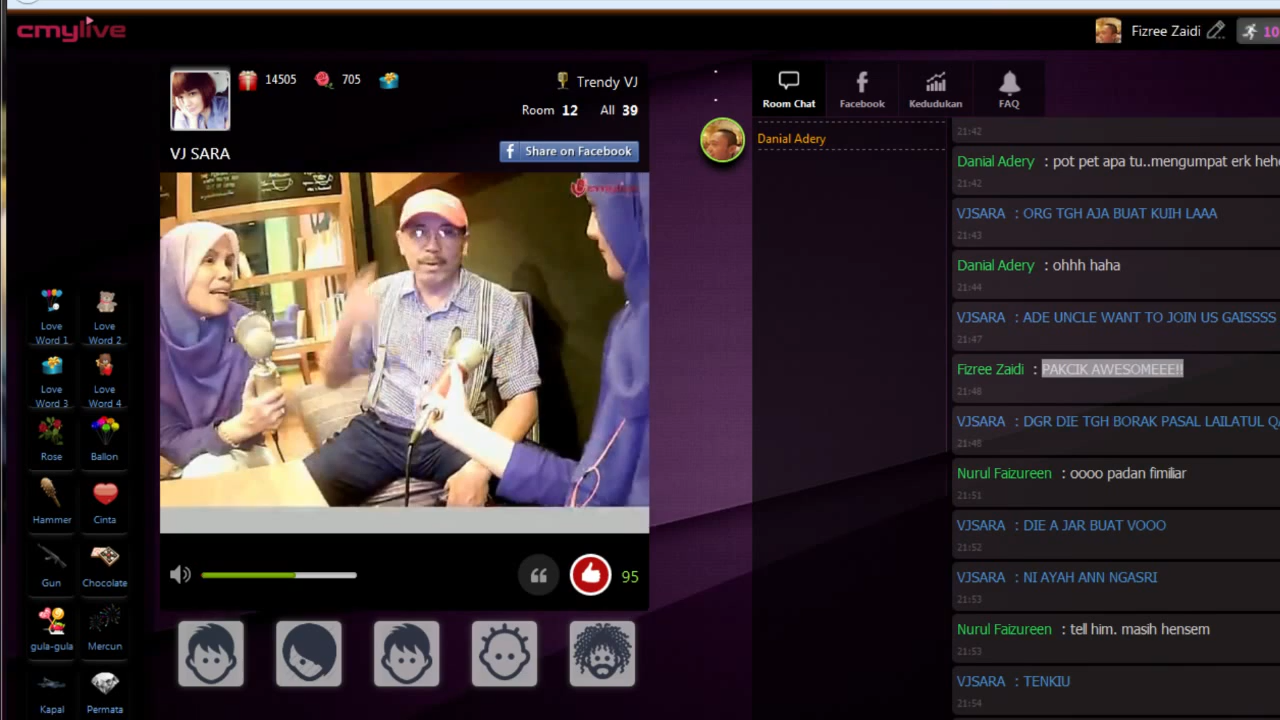 cmylive
Fizree Zaidi
10
14505
705
Trendy VJ
Room 12 All 39
VJ SARA
Share on Facebook
cmylive
Love Word 1
Love Word 2
Love Word 3
Love Word 4
Rose
Ballon
Hammer
Cinta
Gun
Chocolate
gula-gula
Mercun
Kapal
Permata
95
Room Chat
Facebook
Kedudukan
FAQ
Danial Adery
21:42
Danial Adery : pot pet apa tu..mengumpat erk hehe
21:42
VJSARA : ORG TGH AJA BUAT KUIH LAAA
21:43
Danial Adery : ohhh haha
21:44
VJSARA : ADE UNCLE WANT TO JOIN US GAISSSS
21:47
Fizree Zaidi : PAKCIK AWESOMEEE!!
21:48
VJSARA : DGR DIE TGH BORAK PASAL LAILATUL QA
21:48
Nurul Faizureen : oooo padan fimiliar
21:51
VJSARA : DIE A JAR BUAT VOOO
21:52
VJSARA : NI AYAH ANN NGASRI
21:53
Nurul Faizureen : tell him. masih hensem
21:53
VJSARA : TENKIU
21:54